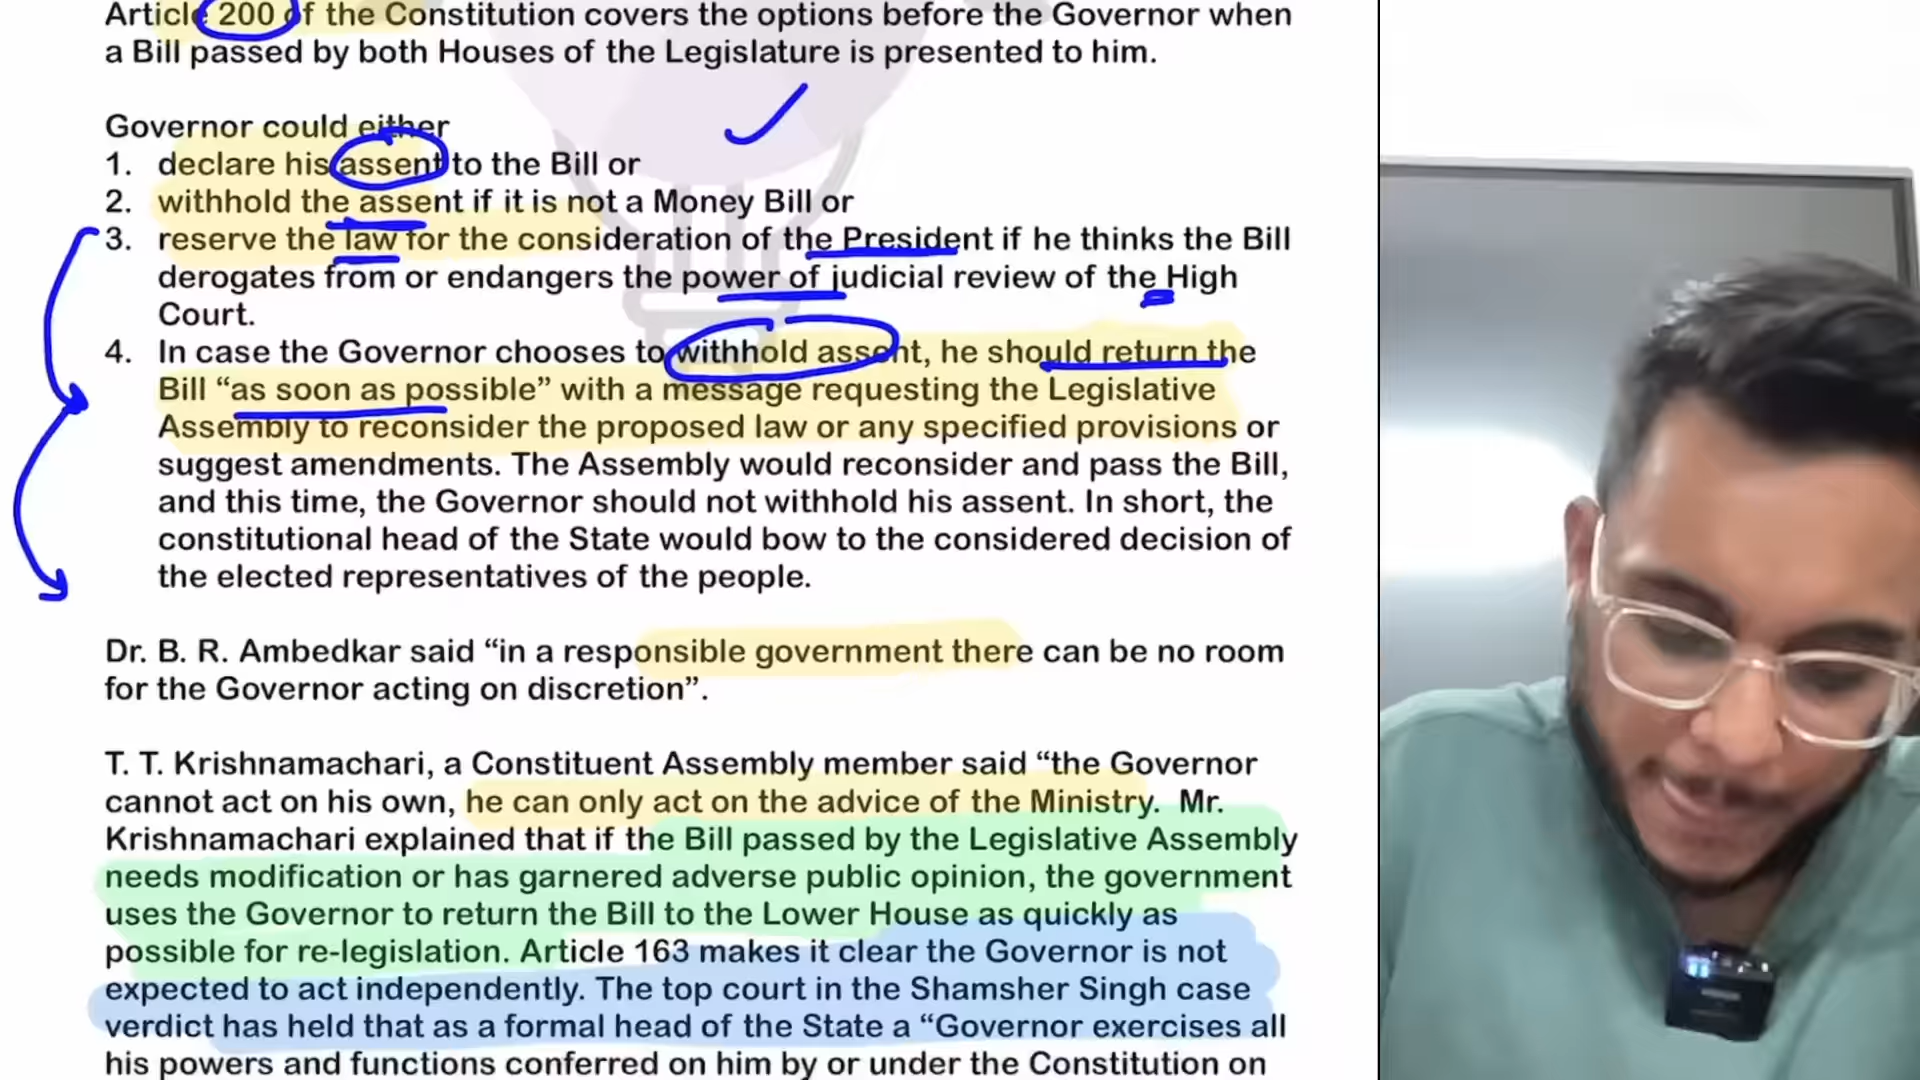 Article 200 of the Constitution covers the options before the Governor when
a Bill passed by both Houses of the Legislature is presented to him.
Governor could either
1. declare his assent to the Bill or
2. withhold the assent if it is not a Money Bill or
3. reserve the law for the consideration of the President if he thinks the Bill
derogates from or endangers the power of judicial review of the High
Court.
4. In case the Governor chooses to withhold assent, he should return the
Bill “as soon as possible” with a message requesting the Legislative
Assembly to reconsider the proposed law or any specified provisions or
suggest amendments. The Assembly would reconsider and pass the Bill,
and this time, the Governor should not withhold his assent. In short, the
constitutional head of the State would bow to the considered decision of
the elected representatives of the people.
Dr. B. R. Ambedkar said “in a responsible government there can be no room
for the Governor acting on discretion”.
T. T. Krishnamachari, a Constituent Assembly member said “the Governor
cannot act on his own, he can only act on the advice of the Ministry. Mr.
Krishnamachari explained that if the Bill passed by the Legislative Assembly
needs modification or has garnered adverse public opinion, the government
uses the Governor to return the Bill to the Lower House as quickly as
possible for re-legislation. Article 163 makes it clear the Governor is not
expected to act independently. The top court in the Shamsher Singh case
verdict has held that as a formal head of the State a “Governor exercises all
his powers and functions conferred on him by or under the Constitution on